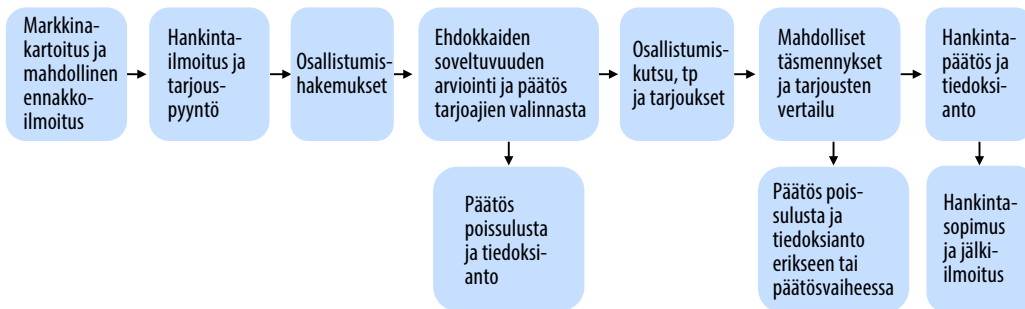 Markkina-
kartoitus ja
mahdollinen
ennakko-
ilmoitus
Hankinta-
ilmoitus ja
tarjous-
pyyntö
Osallistumis-
hakemukset
Ehdokkaiden
soveltuvuuden
arviointi ja päätös
tarjoajien valinnasta
Osallistumis-
kutsu, tp
ja tarjoukset
Mahdolliset
täsmennykset
ja tarjousten
vertailu
Hankinta-
päätös ja
tiedoksi-
anto
Päätös
poissulusta
ja tiedoksi-
anto
Päätös pois-
sulusta ja
tiedoksianto
erikseen tai
päätösvaiheessa
Hankinta-
sopimus
ja jälki-
ilmoitus